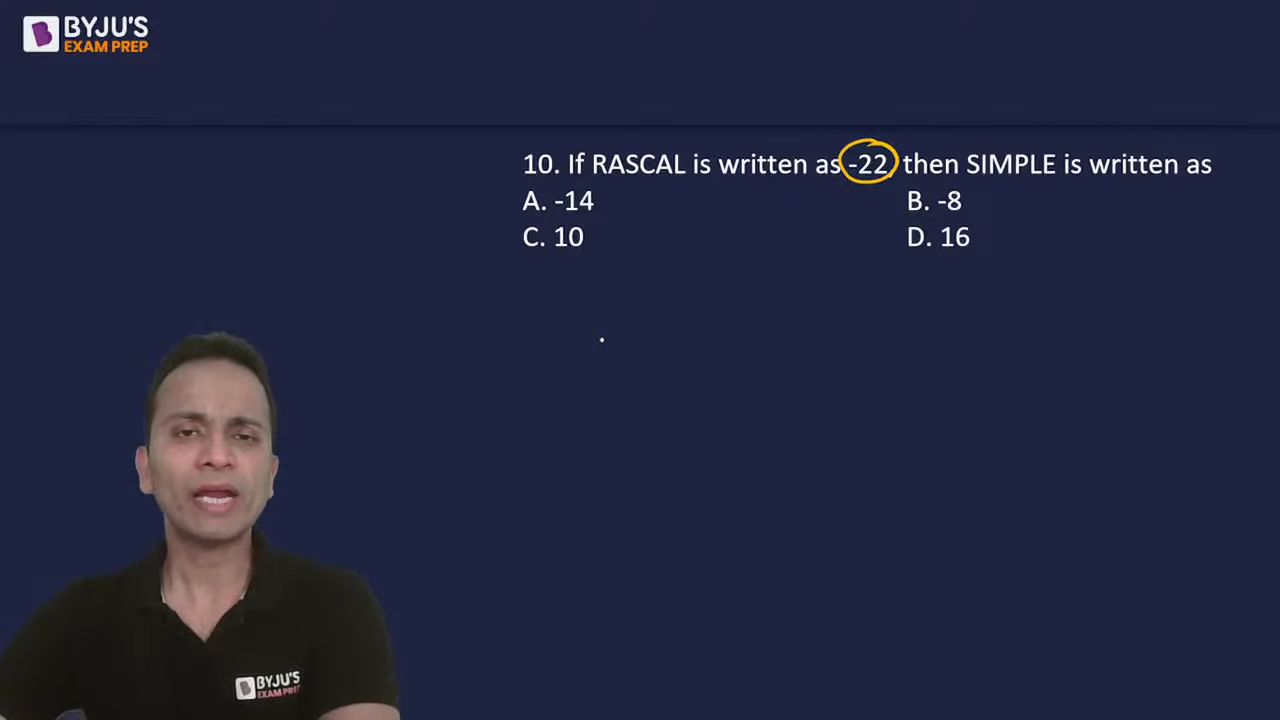 BYJU'S
EXAM PREP
10. If RASCAL is written as -22, then SIMPLE is written as
A. -14 B. -8
C. 10 D. 16
BYJU'S
EXAM PREP